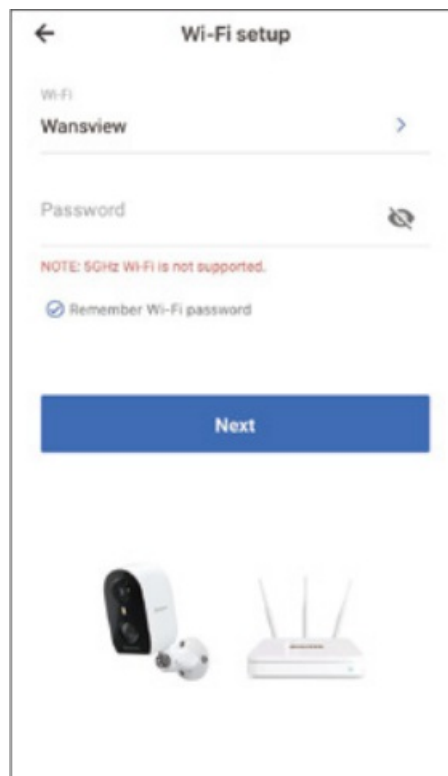 Wi-Fi setup
Wi-Fi
Wansview
Password
NOTE: 5GHz Wi-Fi is not supported.
Remember Wi-Fi password
Next